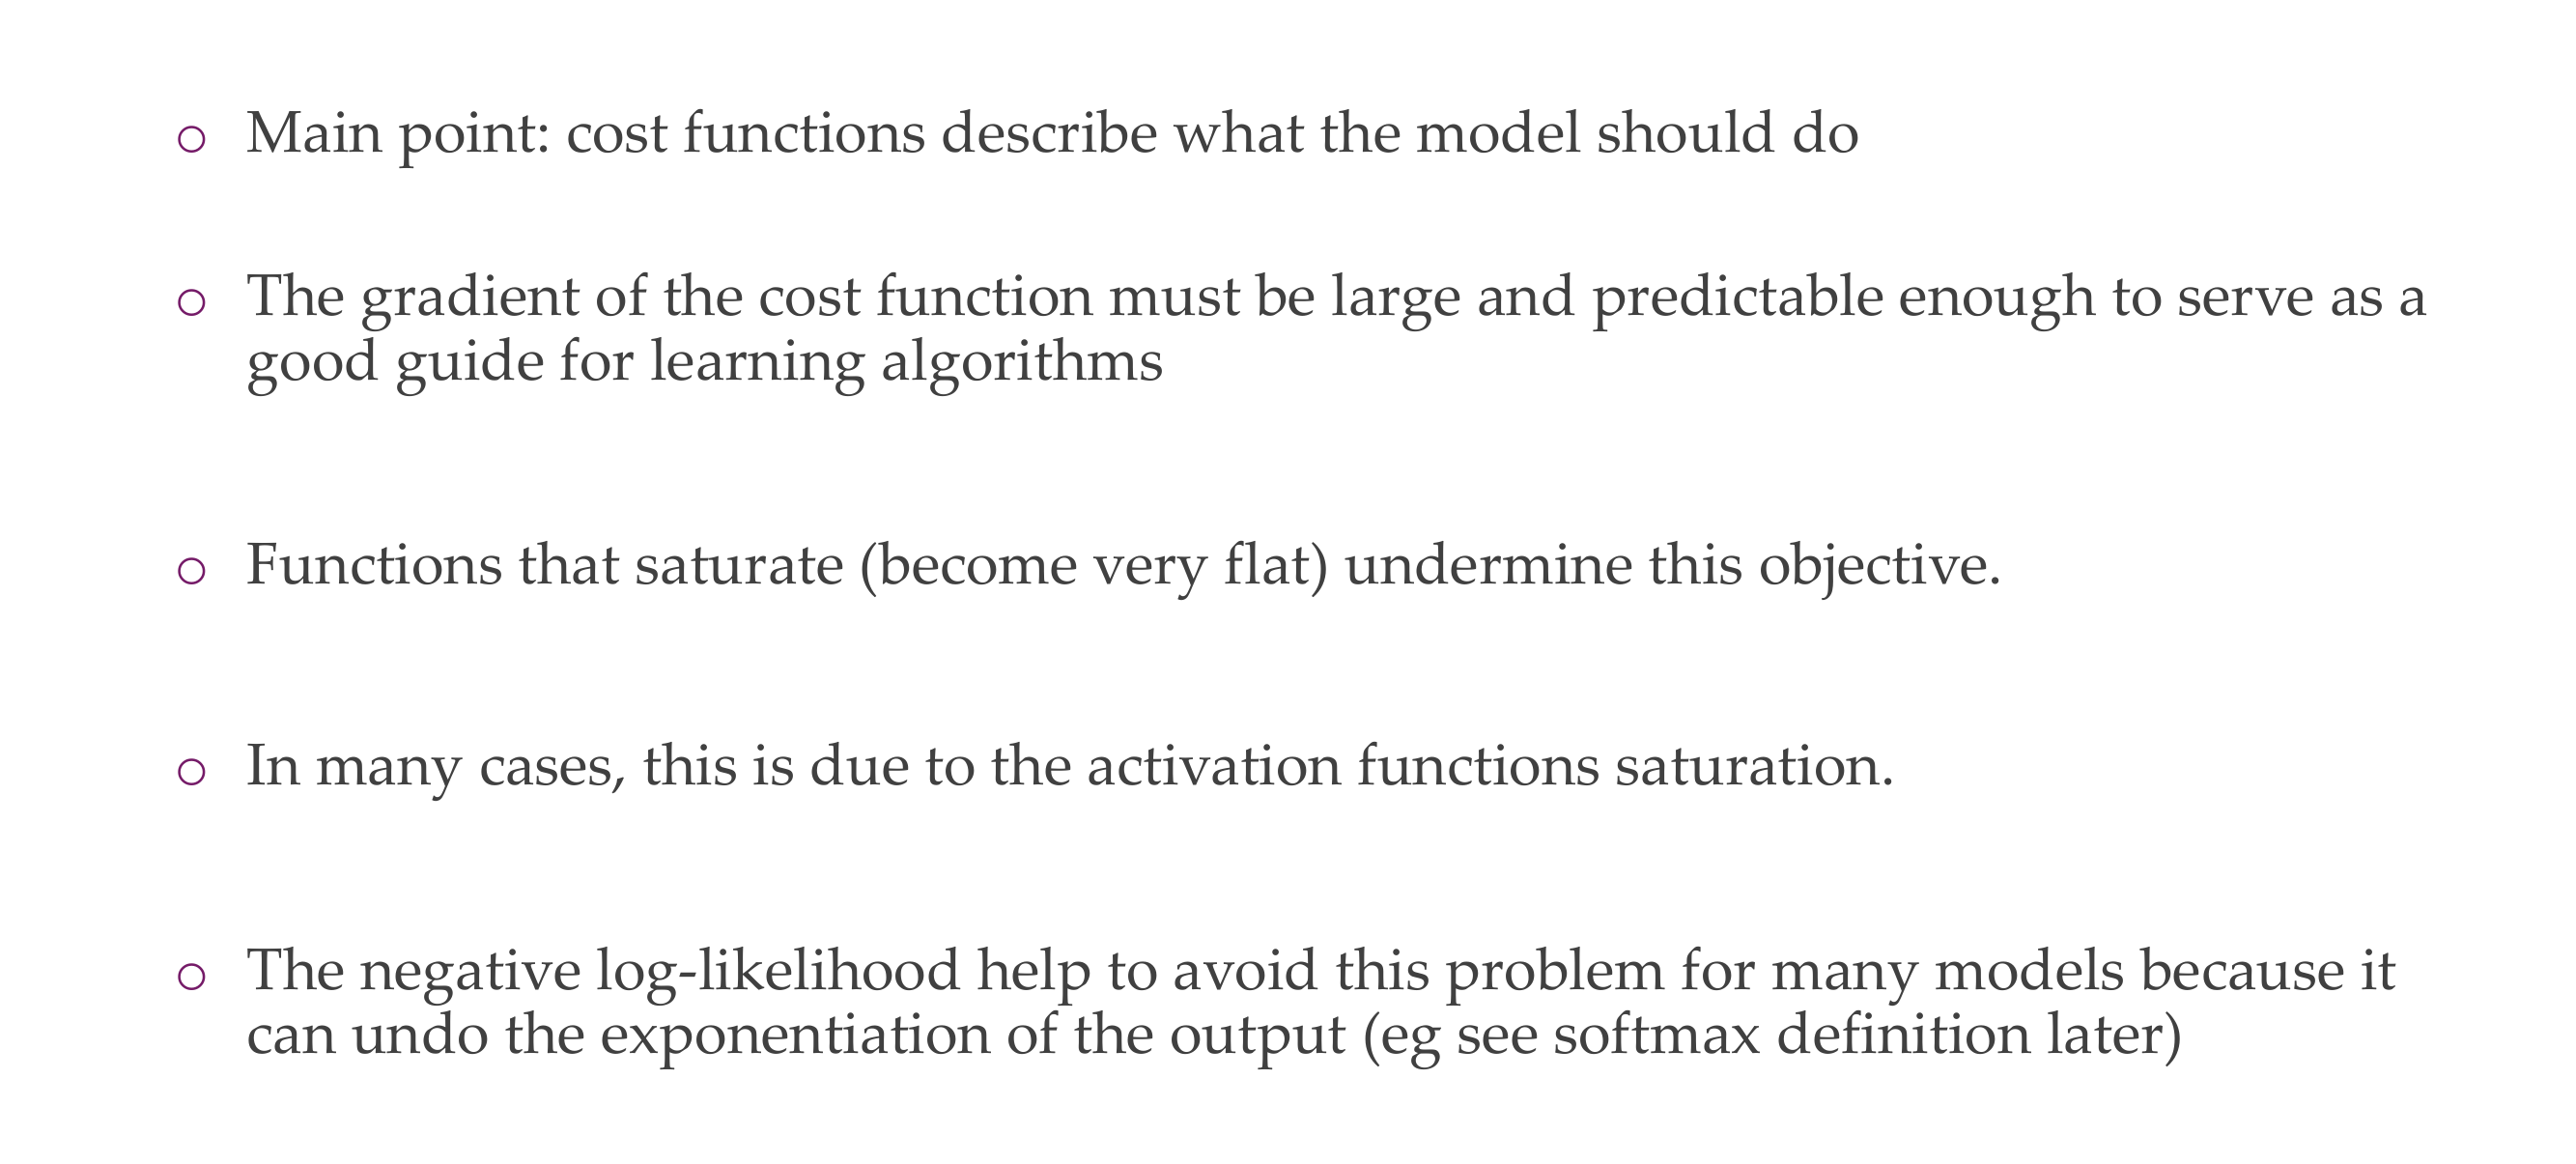 Main point: cost functions describe what the model should do
The gradient of the cost function must be large and predictable enough to serve as a
good guide for learning algorithms
Functions that saturate (become very flat) undermine this objective.
In many cases, this is due to the activation functions saturation.
The negative log-likelihood help to avoid this problem for many models because it
can undo the exponentiation of the output (eg see softmax definition later)